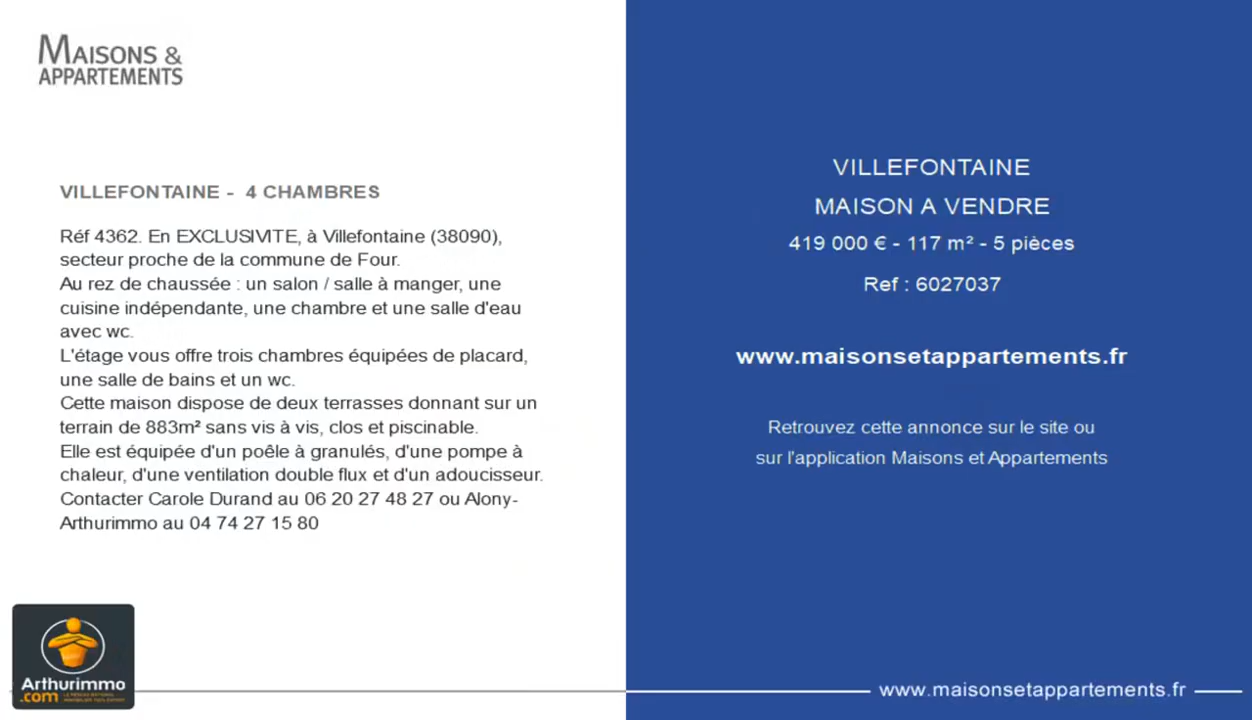 MAISONS &
APPARTEMENTS
VILLEFONTAINE - 4 CHAMBRES
Réf 4362. En EXCLUSIVITE, à Villefontaine (38090),
secteur proche de la commune de Four.
Au rez de chaussée : un salon / salle à manger, une
cuisine indépendante, une chambre et une salle d'eau
avec wc.
L'étage vous offre trois chambres équipées de placard,
une salle de bains et un wc.
Cette maison dispose de deux terrasses donnant sur un
terrain de 883m² sans vis à vis, clos et piscinable.
Elle est équipée d'un poêle à granulés, d'une pompe à
chaleur, d'une ventilation double flux et d'un adoucisseur.
Contacter Carole Durand au 06 20 27 48 27 ou Alony-
Arthurimmo au 04 74 27 15 80
Arthurimmo
.com
VILLEFONTAINE
MAISON A VENDRE
419 000 € - 117 m² - 5 pièces
Ref : 6027037
www.maisonsetappartements.fr
Retrouvez cette annonce sur le site ou
sur l'application Maisons et Appartements
www.maisonsetappartements.fr